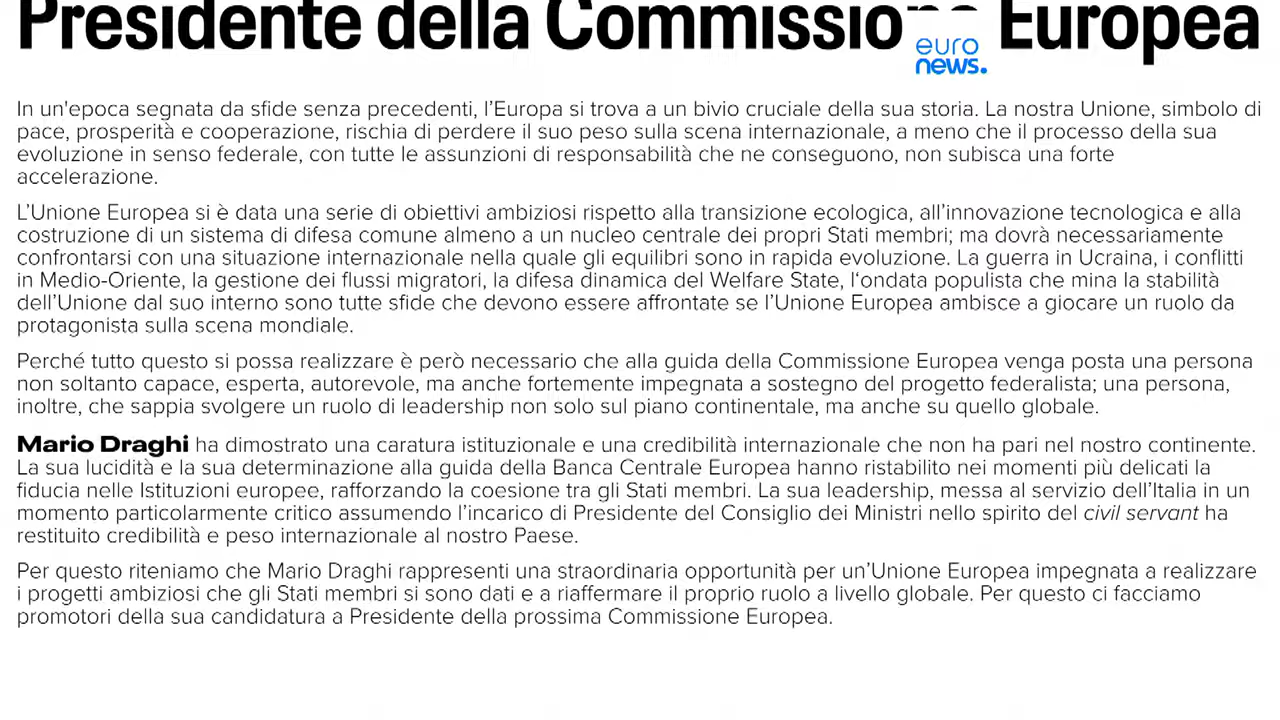 Presidente della Commissione Europea
euro
news.
In un'epoca segnata da sfide senza precedenti, l’Europa si trova a un bivio cruciale della sua storia. La nostra Unione, simbolo di
pace, prosperità e cooperazione, rischia di perdere il suo peso sulla scena internazionale, a meno che il processo della sua
evoluzione in senso federale, con tutte le assunzioni di responsabilità che ne conseguono, non subisca una forte
accelerazione.
L’Unione Europea si è data una serie di obiettivi ambiziosi rispetto alla transizione ecologica, all’innovazione tecnologica e alla
costruzione di un sistema di difesa comune almeno a un nucleo centrale dei propri Stati membri; ma dovrà necessariamente
confrontarsi con una situazione internazionale nella quale gli equilibri sono in rapida evoluzione. La guerra in Ucraina, i conflitti
in Medio-Oriente, la gestione dei flussi migratori, la difesa dinamica del Welfare State, l‘ondata populista che mina la stabilità
dell’Unione dal suo interno sono tutte sfide che devono essere affrontate se l’Unione Europea ambisce a giocare un ruolo da
protagonista sulla scena mondiale.
Perché tutto questo si possa realizzare è però necessario che alla guida della Commissione Europea venga posta una persona
non soltanto capace, esperta, autorevole, ma anche fortemente impegnata a sostegno del progetto federalista; una persona,
inoltre, che sappia svolgere un ruolo di leadership non solo sul piano continentale, ma anche su quello globale.
Mario Draghi ha dimostrato una caratura istituzionale e una credibilità internazionale che non ha pari nel nostro continente.
La sua lucidità e la sua determinazione alla guida della Banca Centrale Europea hanno ristabilito nei momenti più delicati la
fiducia nelle Istituzioni europee, rafforzando la coesione tra gli Stati membri. La sua leadership, messa al servizio dell’Italia in un
momento particolarmente critico assumendo l’incarico di Presidente del Consiglio dei Ministri nello spirito del civil servant ha
restituito credibilità e peso internazionale al nostro Paese.
Per questo riteniamo che Mario Draghi rappresenti una straordinaria opportunità per un’Unione Europea impegnata a realizzare
i progetti ambiziosi che gli Stati membri si sono dati e a riaffermare il proprio ruolo a livello globale. Per questo ci facciamo
promotori della sua candidatura a Presidente della prossima Commissione Europea.